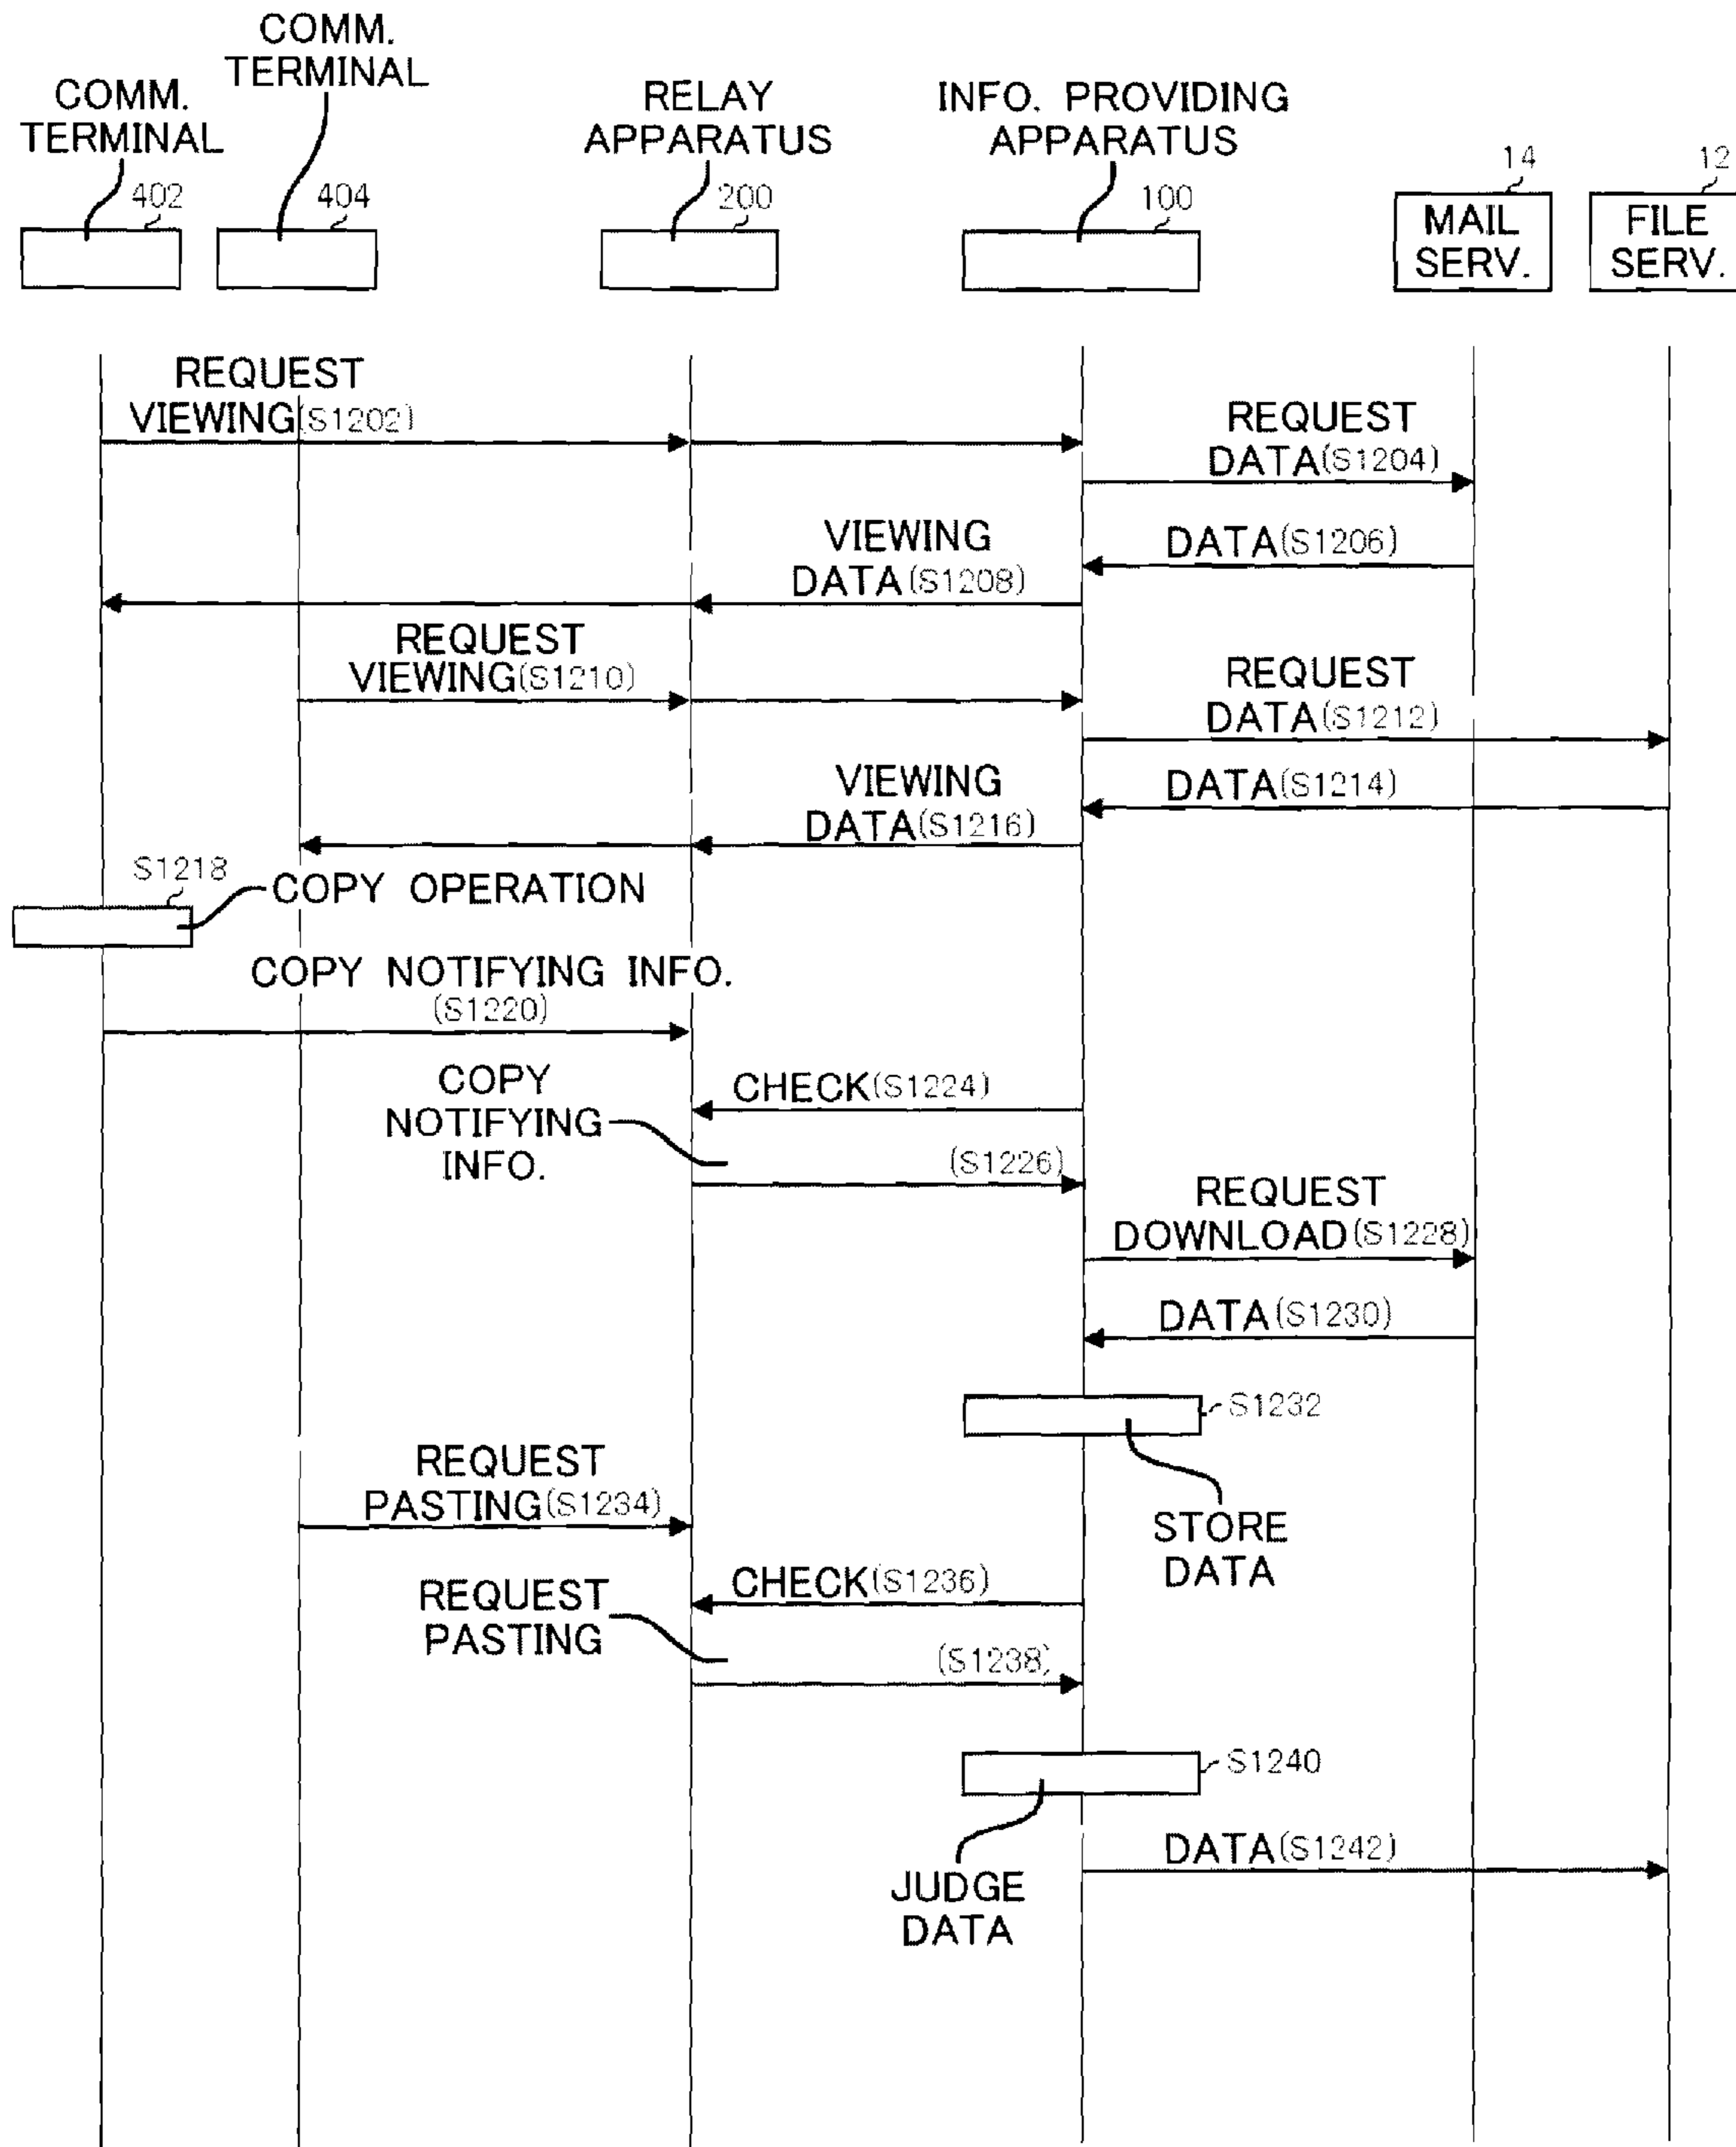 COMM.
TERMINAL
COMM.
TERMINAL
RELAY
APPARATUS
INFO. PROVIDING
APPARATUS
402
404
200
100
14
MAIL
SERV.
12
FILE
SERV.
REQUEST
VIEWING(S1202)
REQUEST
DATA(S1204)
DATA(S1206)
VIEWING
DATA(S1208)
REQUEST
VIEWING(S1210)
REQUEST
DATA(S1212)
DATA(S1214)
VIEWING
DATA(S1216)
S1218
COPY OPERATION
COPY NOTIFYING INFO.
(S1220)
CHECK(S1224)
COPY
NOTIFYING
INFO.
(S1226)
REQUEST
DOWNLOAD(S1228)
DATA(S1230)
S1232
STORE
DATA
REQUEST
PASTING(S1234)
CHECK(S1236)
REQUEST
PASTING
(S1238)
S1240
JUDGE
DATA
DATA(S1242)